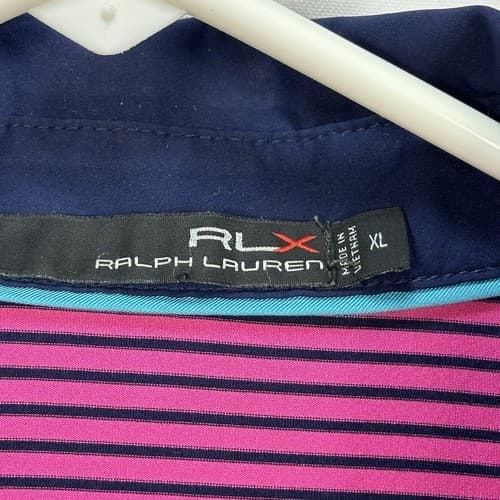 RLX
RALPH LAUREN
MADE IN
VIETNAM
XL